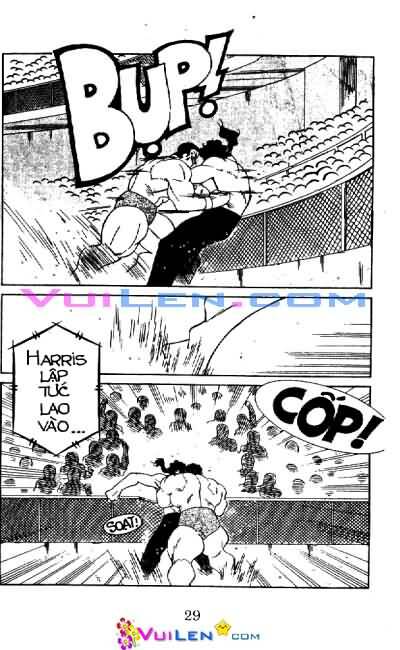 BỤP!
VuiLen.com
HARRIS
LẬP
TỨC
LAO
VÀO...
CỐP!
SOẠT!
29
VuiLen.com